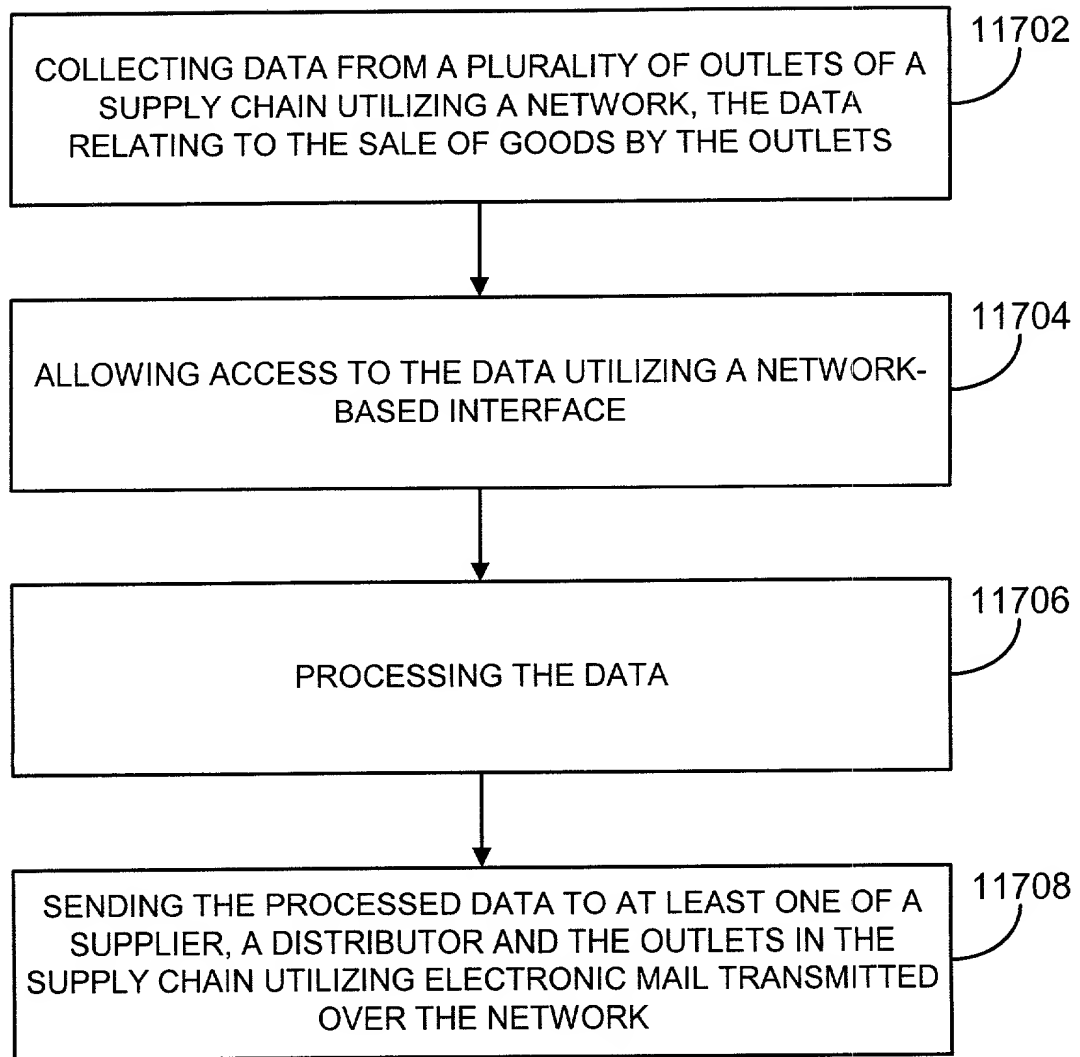 11702
COLLECTING DATA FROM A PLURALITY OF OUTLETS OF A
SUPPLY CHAIN UTILIZING A NETWORK, THE DATA
RELATING TO THE SALE OF GOODS BY THE OUTLETS
11704
ALLOWING ACCESS TO THE DATA UTILIZING A NETWORK-
BASED INTERFACE
11706
PROCESSING THE DATA
11708
SENDING THE PROCESSED DATA TO AT LEAST ONE OF A
SUPPLIER, A DISTRIBUTOR AND THE OUTLETS IN THE
SUPPLY CHAIN UTILIZING ELECTRONIC MAIL TRANSMITTED
OVER THE NETWORK